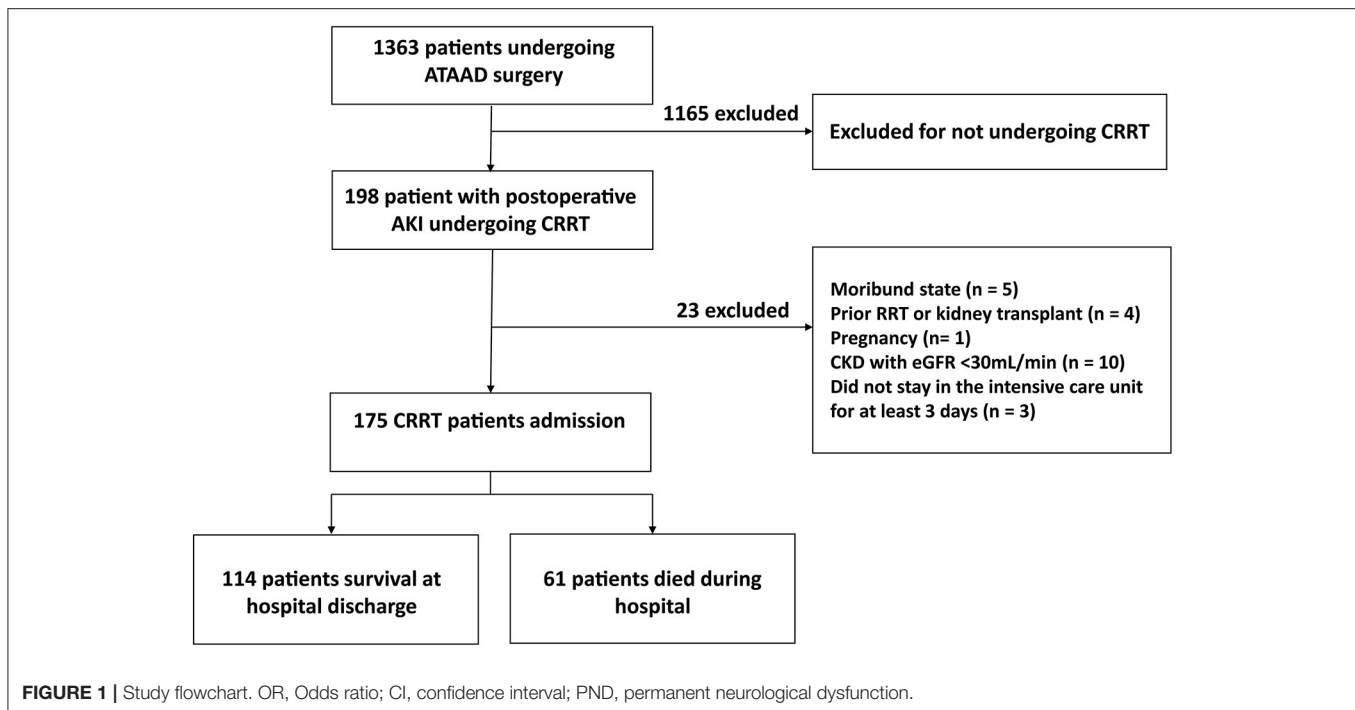 1363 patients undergoing
ATAAD surgery
1165 excluded
Excluded for not undergoing CRRT
198 patient with postoperative
AKI undergoing CRRT
23 excluded
Moribund state (n = 5)
Prior RRT or kidney transplant (n = 4)
Pregnancy (n= 1)
CKD with eGFR <30mL/min (n = 10)
Did not stay in the intensive care unit
for at least 3 days (n = 3)
175 CRRT patients admission
114 patients survival at
hospital discharge
61 patients died during
hospital
FIGURE 1 | Study flowchart. OR, Odds ratio; CI, confidence interval; PND, permanent neurological dysfunction.